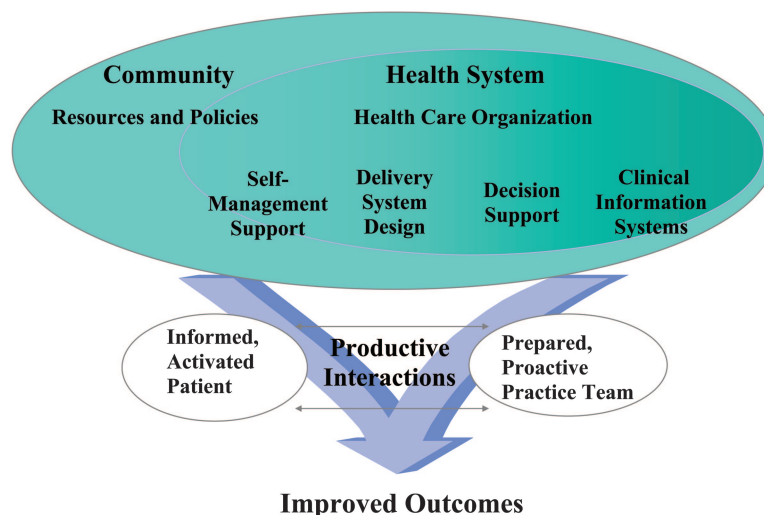 Community
Health System
Resources and Policies
Health Care Organization
Self-
Management
Support
Delivery
System
Design
Decision
Support
Clinical
Information
Systems
Informed,
Activated
Patient
Productive
Interactions
Prepared,
Proactive
Practice Team
Improved Outcomes